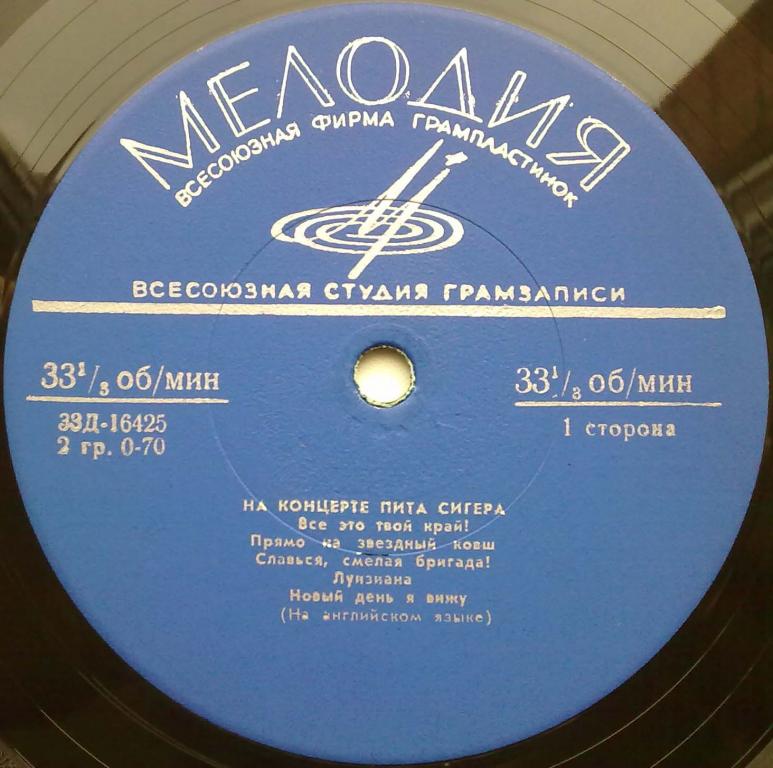 МЕЛОДИЯ
ВСЕСОЮЗНАЯ ФИРМА ГРАМПЛАСТИНОК
ВСЕСОЮЗНАЯ СТУДИЯ ГРАМЗАПИСИ
33¹/₃ об/мин
33Д-16425
2 гр. 0-70
33¹/₃ об/мин
1 сторона
НА КОНЦЕРТЕ ПИТА СИГЕРА
Все это твой край!
Прямо на звездный ковш
Славься, смелая бригада!
Луизиана
Новый день я вижу
(На английском языке)